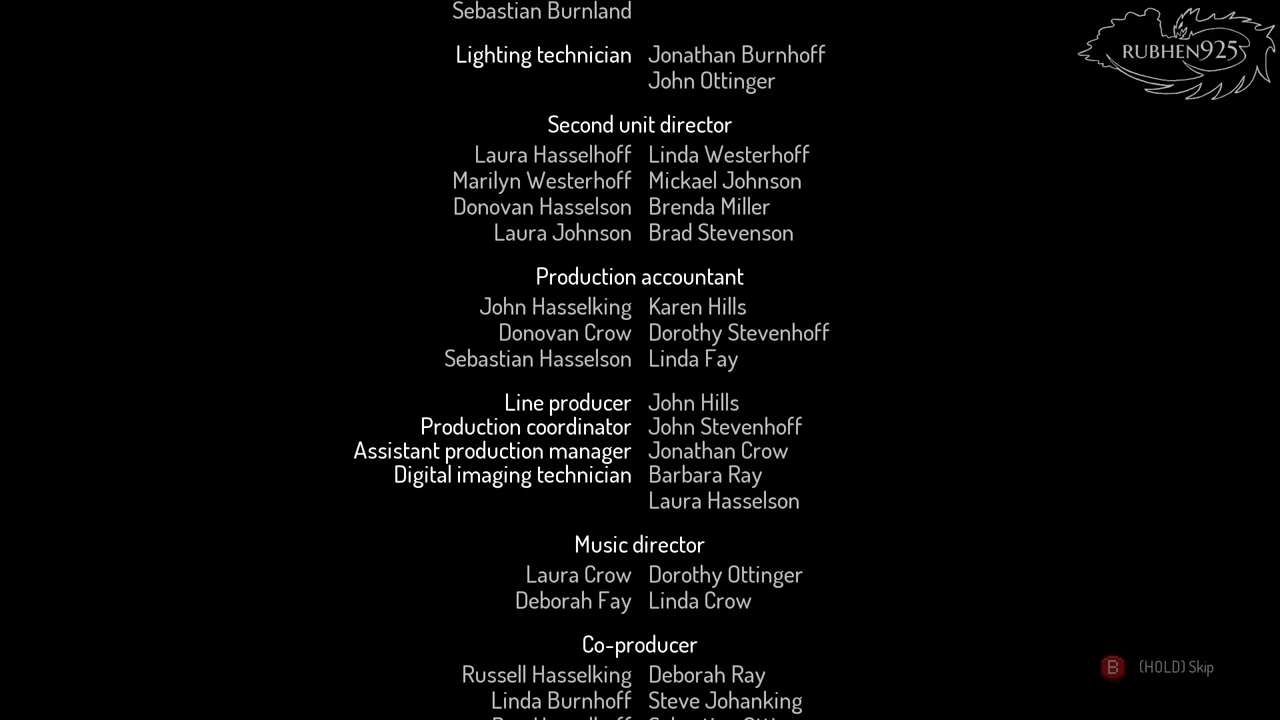 Sebastian Burnland
RUBHEN925
Lighting technician Jonathan Burnhoff
John Ottinger
Second unit director
Laura Hasselhoff Linda Westerhoff
Marilyn Westerhoff Mickael Johnson
Donovan Hasselson Brenda Miller
Laura Johnson Brad Stevenson
Production accountant
John Hasselking Karen Hills
Donovan Crow Dorothy Stevenhoff
Sebastian Hasselson Linda Fay
Line producer John Hills
Production coordinator John Stevenhoff
Assistant production manager Jonathan Crow
Digital imaging technician Barbara Ray
Laura Hasselson
Music director
Laura Crow Dorothy Ottinger
Deborah Fay Linda Crow
Co-producer
Russell Hasselking Deborah Ray
B (HOLD) Skip
Linda Burnhoff Steve Johanking